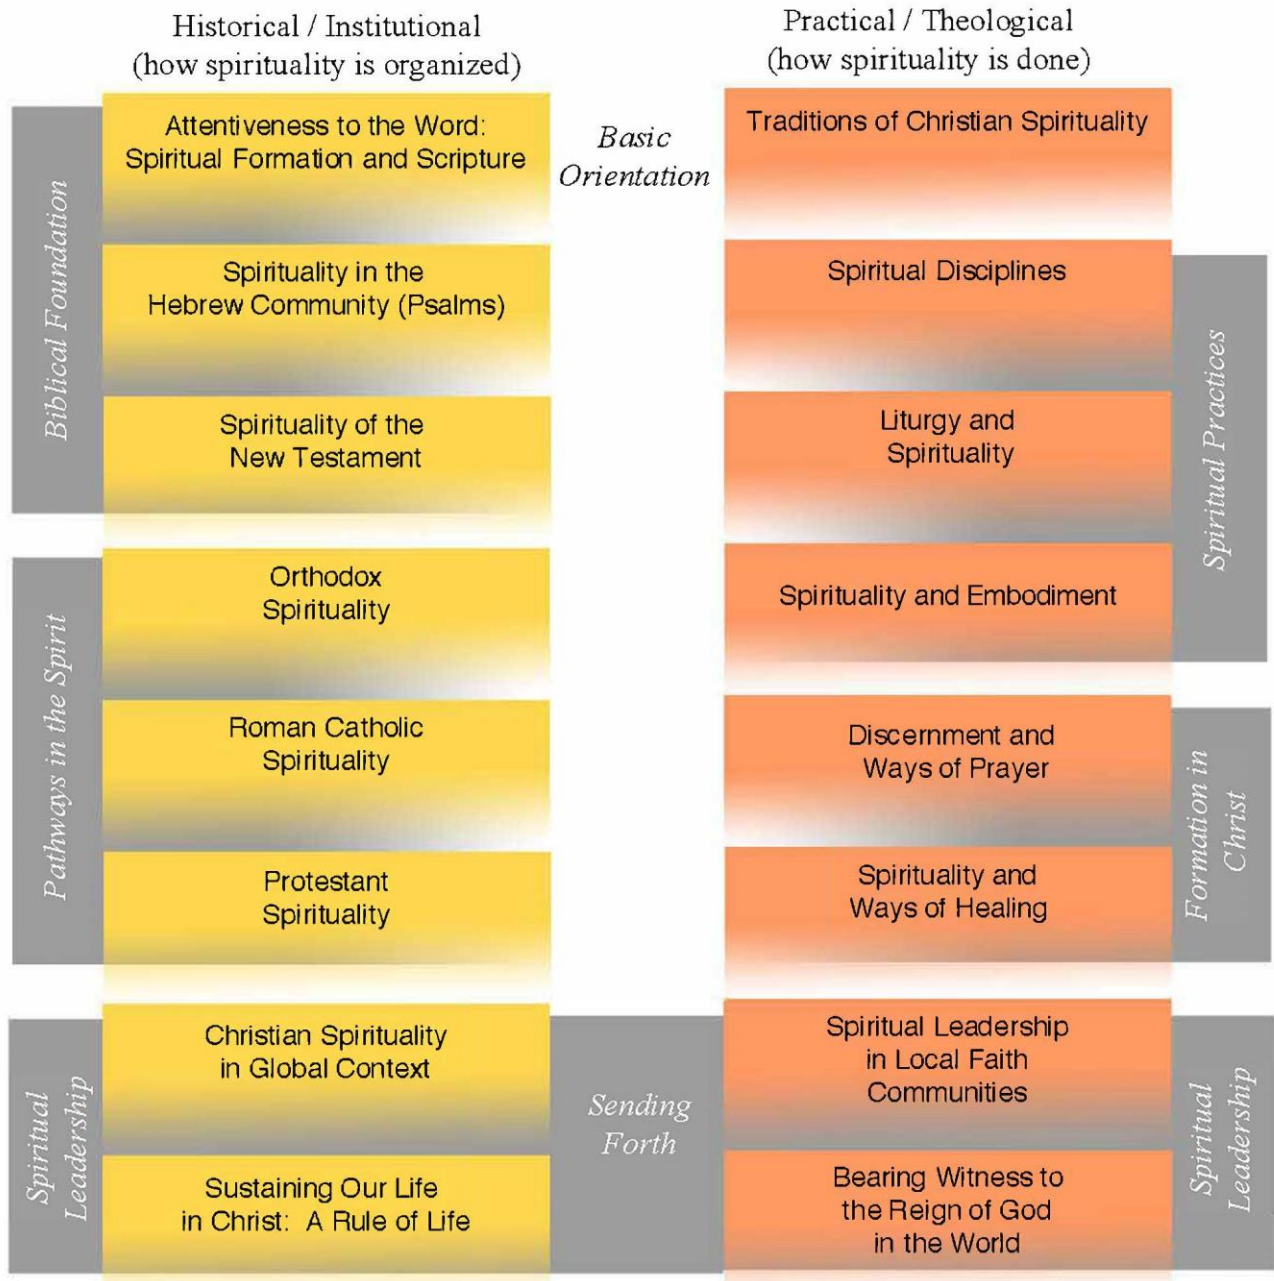 Historical / Institutional
(how spirituality is organized)
Practical / Theological
(how spirituality is done)
Biblical Foundation
Attentiveness to the Word:
Spiritual Formation and Scripture
Basic
Orientation
Traditions of Christian Spirituality
Spirituality in the
Hebrew Community (Psalms)
Spiritual Disciplines
Spiritual Practices
Spirituality of the
New Testament
Liturgy and
Spirituality
Pathways in the Spirit
Orthodox
Spirituality
Spirituality and Embodiment
Roman Catholic
Spirituality
Discernment and
Ways of Prayer
Formation in
Christ
Protestant
Spirituality
Spirituality and
Ways of Healing
Spiritual
Leadership
Christian Spirituality
in Global Context
Sending
Forth
Spiritual Leadership
in Local Faith
Communities
Spiritual
Leadership
Sustaining Our Life
in Christ:  A Rule of Life
Bearing Witness to
the Reign of God
in the World